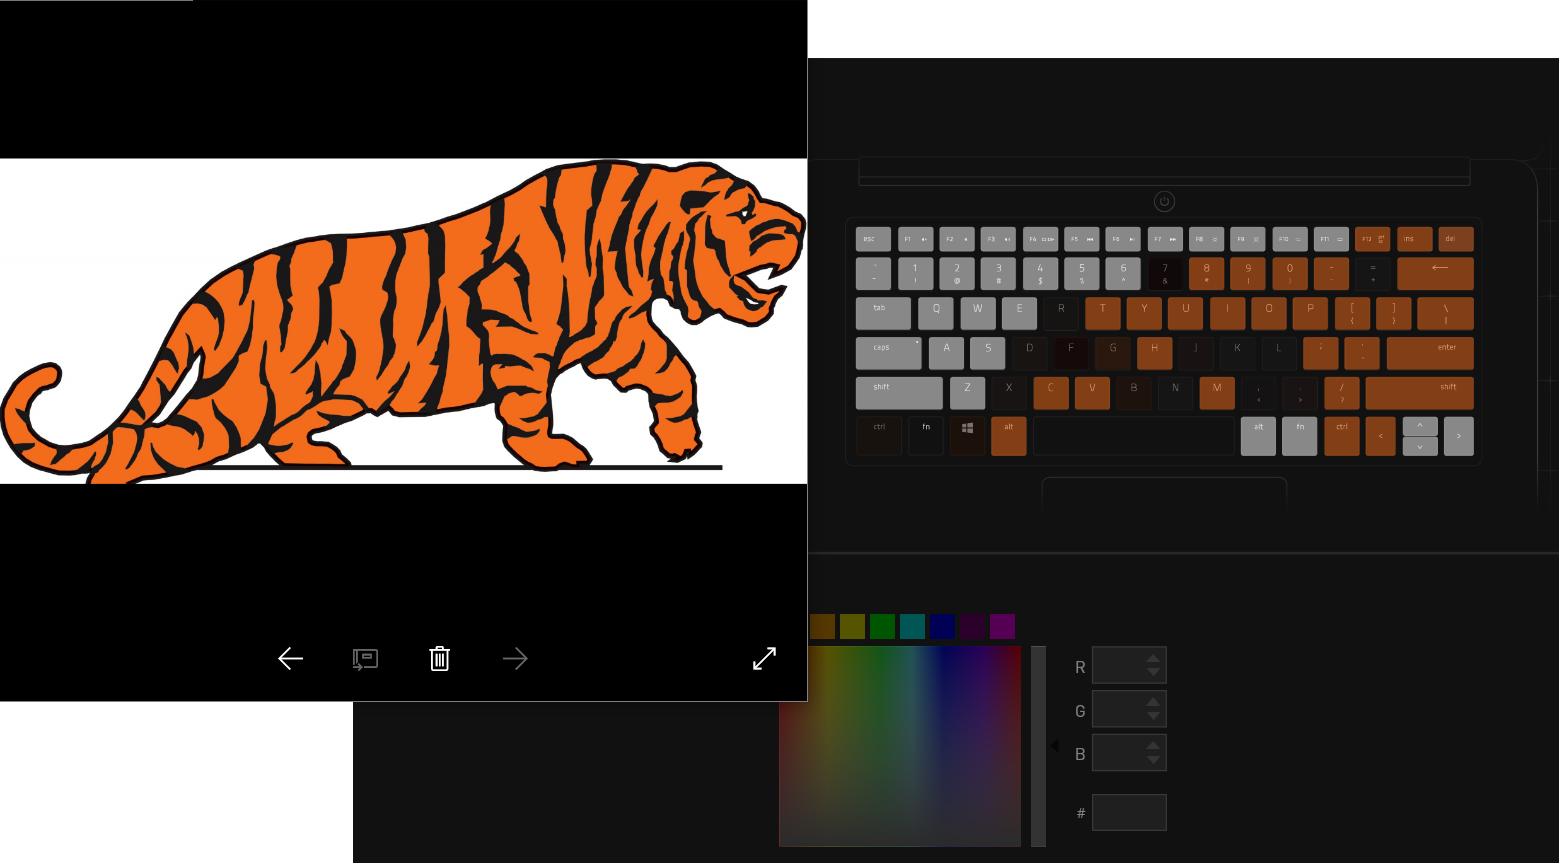 esc F1 F2 F3 F4 F5 F6 F7 F8 F9 F10 F11 F12 ins del
` 1 2 3 4 5 6 7 8 9 0 - =
~ ! @ # $ % ^ & * ( ) - +
tab Q W E R T Y U I O P [ ] \
{ } |
caps A S D F G H J K L ; ' enter
shift Z X C V B N M , . / shift
< > ?
ctrl fn alt alt fn ctrl < ^ >
R
G
B
#